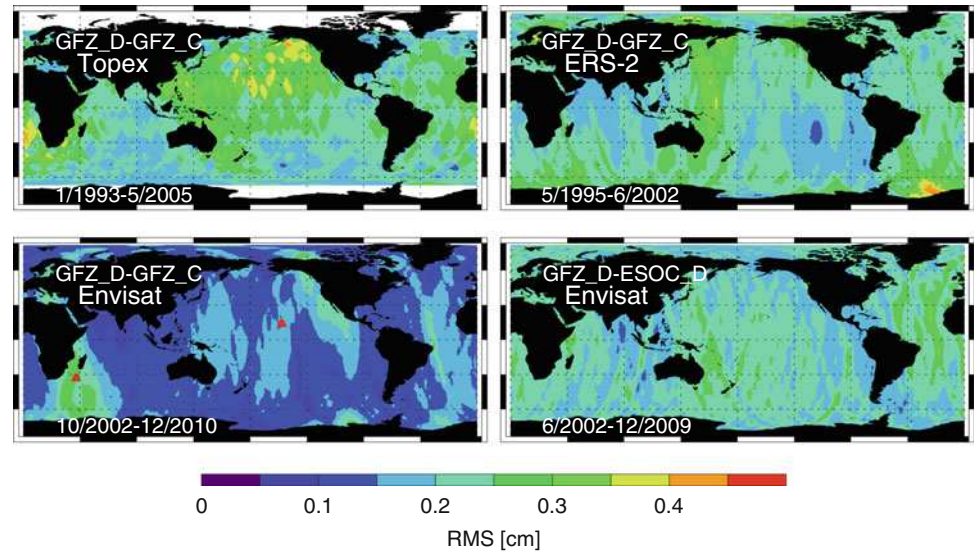 GFZ_D-GFZ_C
Topex
1/1993-5/2005
GFZ_D-GFZ_C
ERS-2
5/1995-6/2002
GFZ_D-GFZ_C
Envisat
10/2002-12/2010
GFZ_D-ESOC_D
Envisat
6/2002-12/2009
0 0.1 0.2 0.3 0.4
RMS [cm]